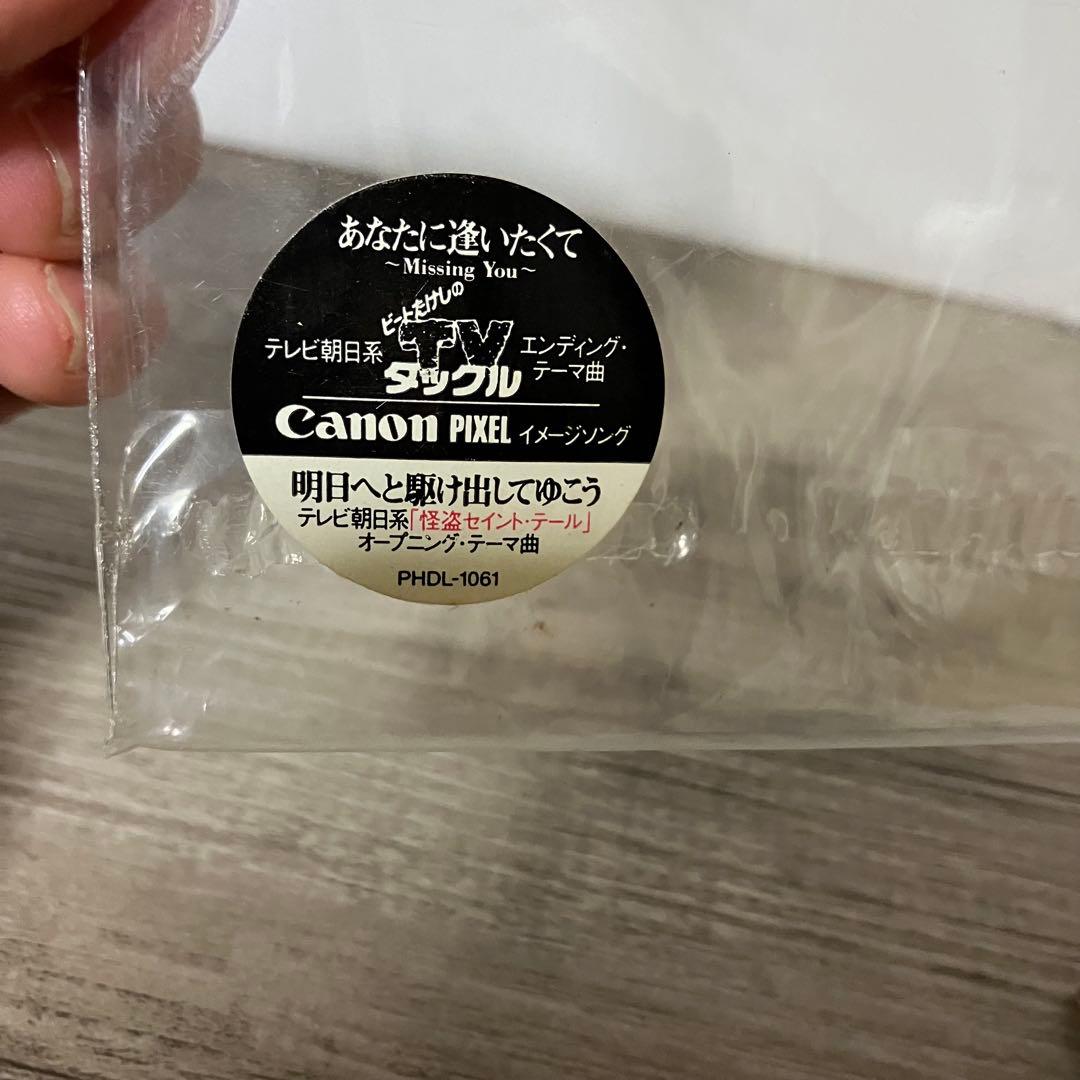 あなたに逢いたくて
～Missing You～
ビートたけしの
テレビ朝日系 TVタックル エンディング・テーマ曲
Canon PIXEL イメージソング
明日へと駆け出してゆこう
テレビ朝日系「怪盗セイント・テール」
オープニング・テーマ曲
PHDL-1061